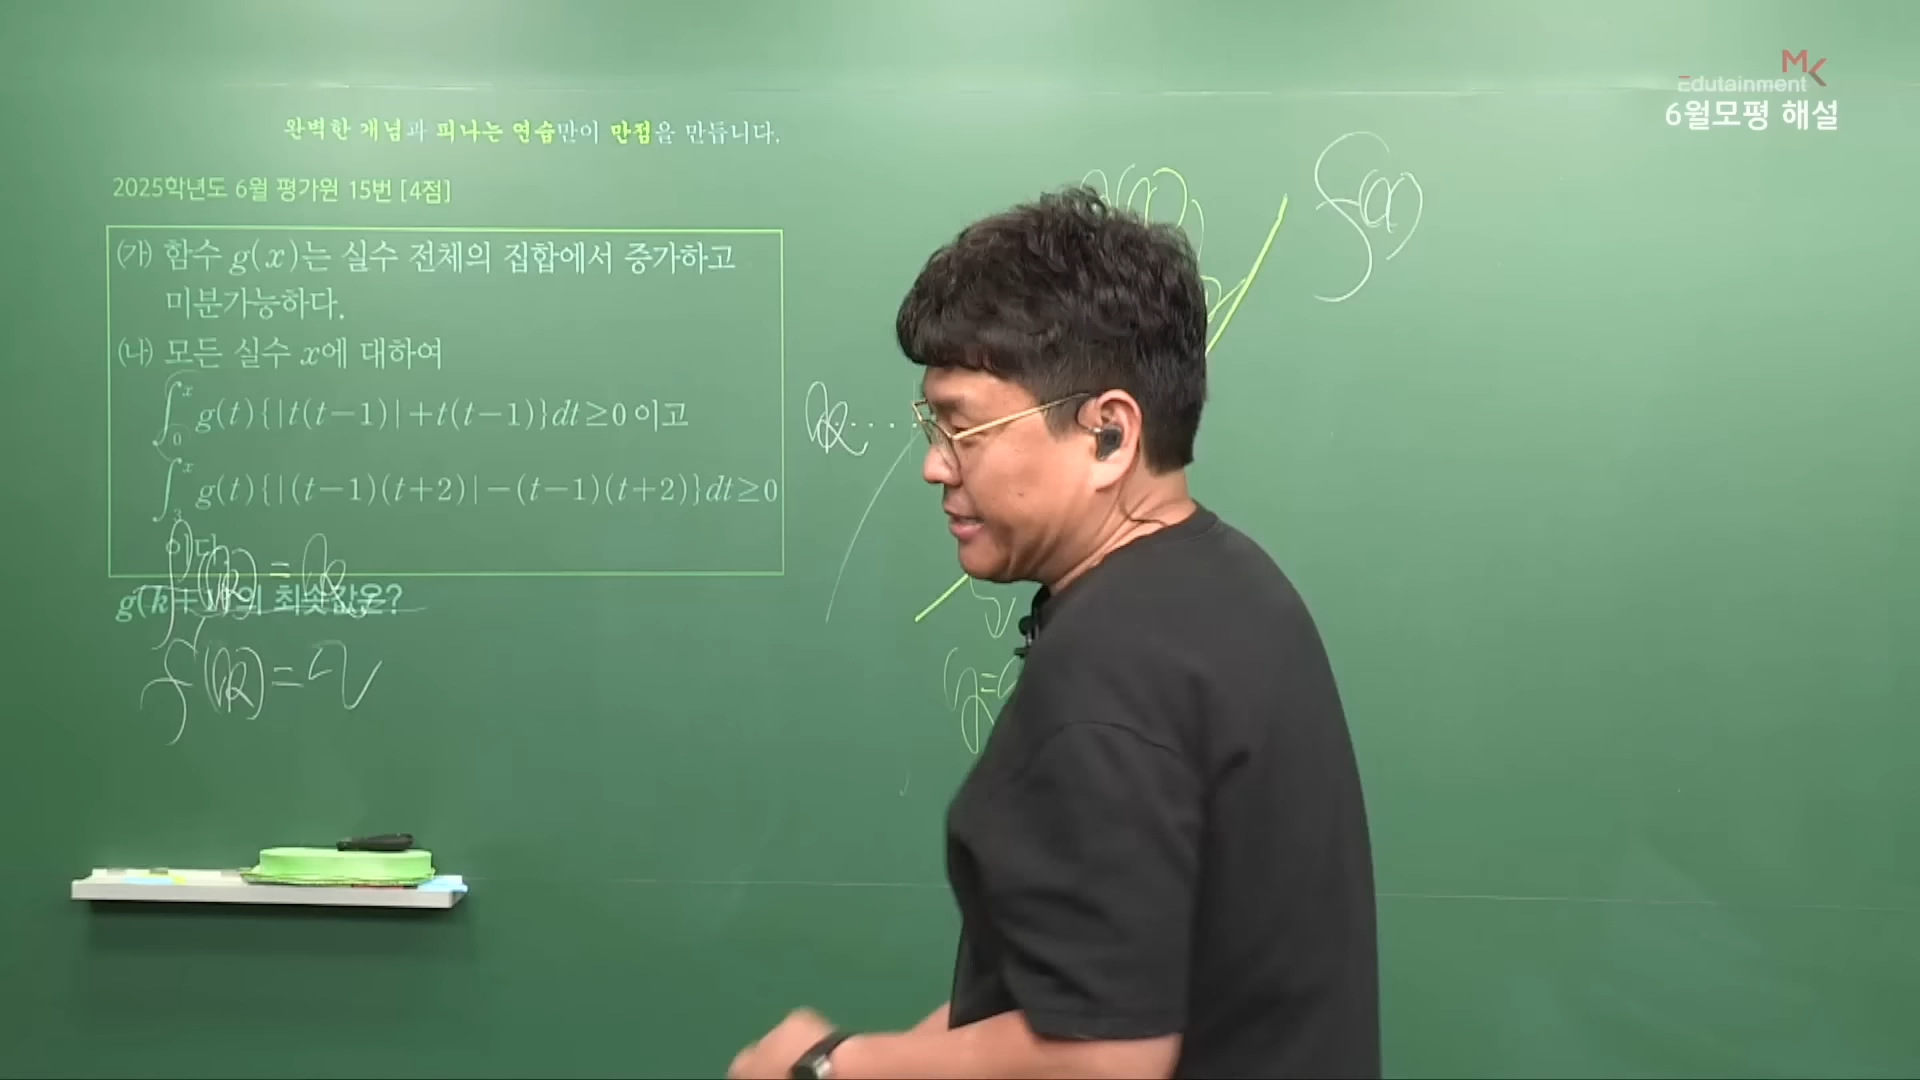 MK
Edutainment
6월모평 해설
완벽한 개념과 피나는 연습만이 만점을 만듭니다.
2025학년도 6월 평가원 15번 [4점]
㈎ 함수 g(x)는 실수 전체의 집합에서 증가하고
미분가능하다.
㈏ 모든 실수 x에 대하여
∫₀ˣ g(t){|t(t−1)|+t(t−1)}dt≥0 이고
∫₃ˣ g(t){|(t−1)(t+2)|−(t−1)(t+2)}dt≥0
이다
g(k+1)의 최솟값은?
f(k)=k
f'(k)=2
f(x)
k